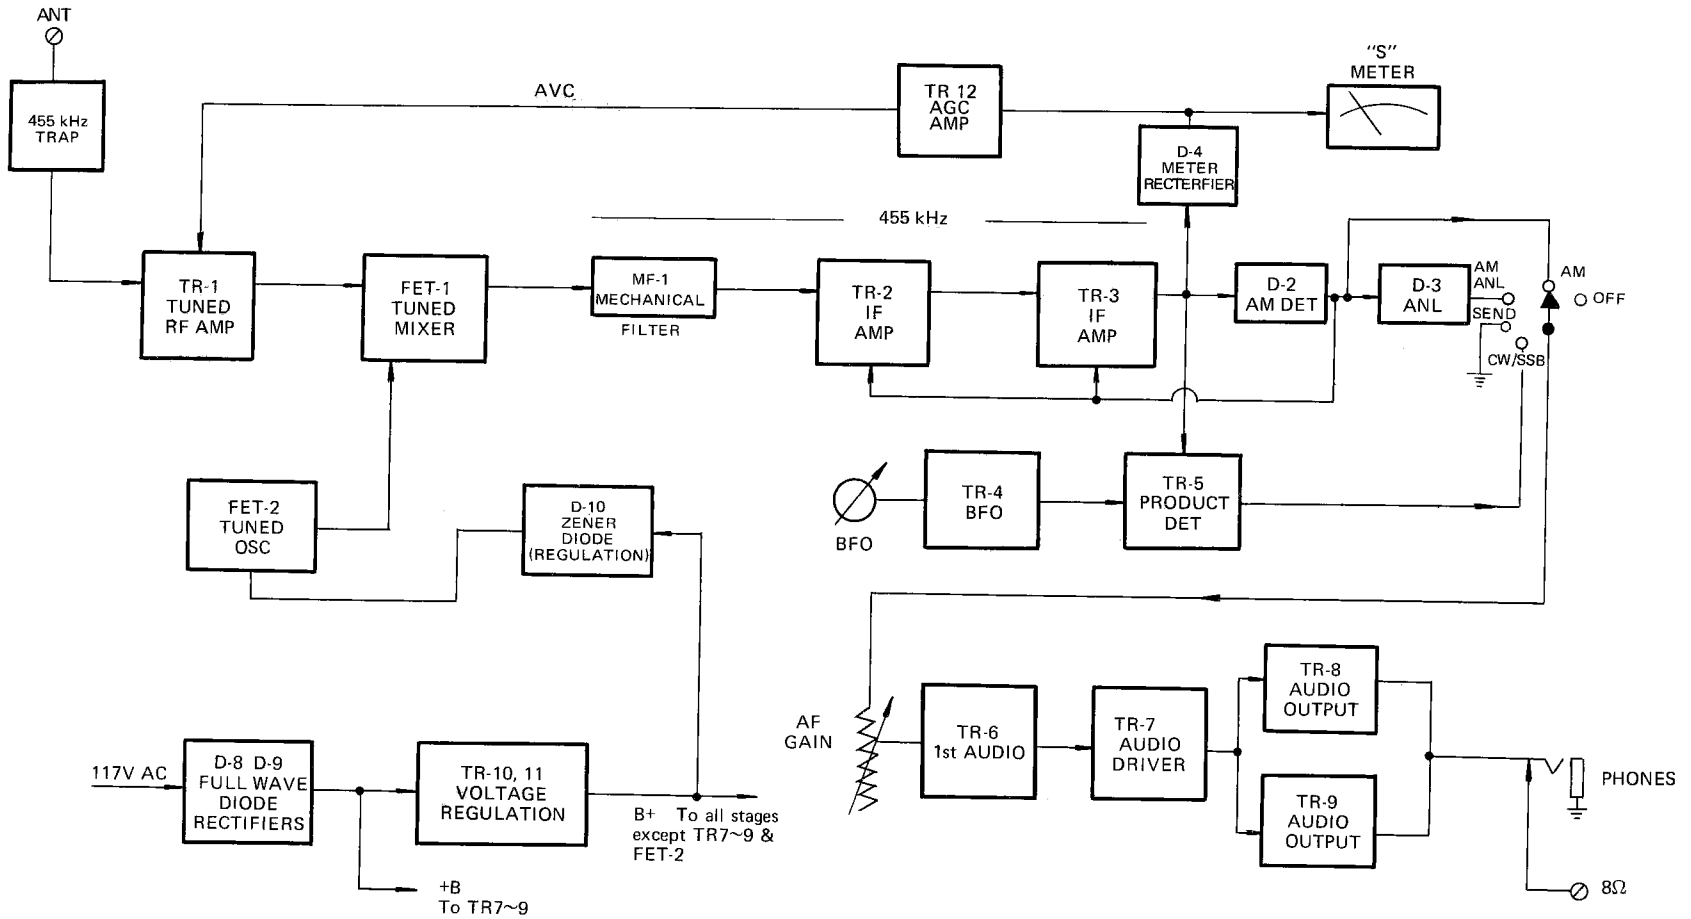 ANT
455 kHz
TRAP
AVC
TR 12
AGC
AMP
"S"
METER
D-4
METER
RECTERFIER
455 kHz
TR-1
TUNED
RF AMP
FET-1
TUNED
MIXER
MF-1
MECHANICAL
FILTER
TR-2
IF
AMP
TR-3
IF
AMP
D-2
AM DET
D-3
ANL
AM
ANL
SEND
CW/SSB
AM
OFF
FET-2
TUNED
OSC
D-10
ZENER
DIODE
(REGULATION)
BFO
TR-4
BFO
TR-5
PRODUCT
DET
117V AC
D-8 D-9
FULL WAVE
DIODE
RECTIFIERS
TR-10, 11
VOLTAGE
REGULATION
B+ To all stages
except TR7~9 &
FET-2
+B
To TR7~9
AF
GAIN
TR-6
1st AUDIO
TR-7
AUDIO
DRIVER
TR-8
AUDIO
OUTPUT
TR-9
AUDIO
OUTPUT
PHONES
8Ω